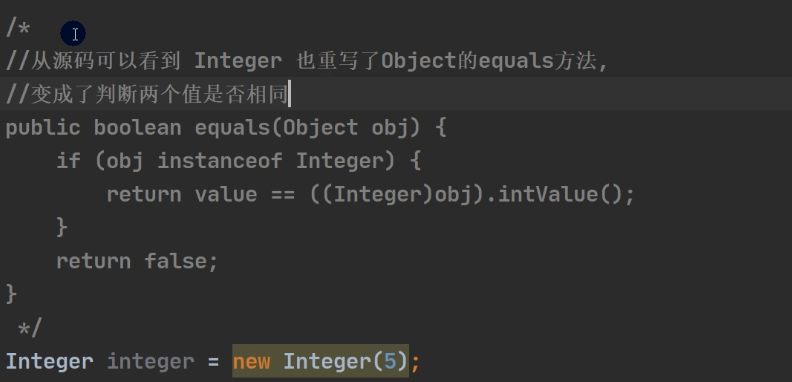 /*
//从源码可以看到 Integer 也重写了Object的equals方法,
//变成了判断两个值是否相同
public boolean equals(Object obj) {
    if (obj instanceof Integer) {
        return value == ((Integer)obj).intValue();
    }
    return false;
}
 */
Integer integer = new Integer(5);